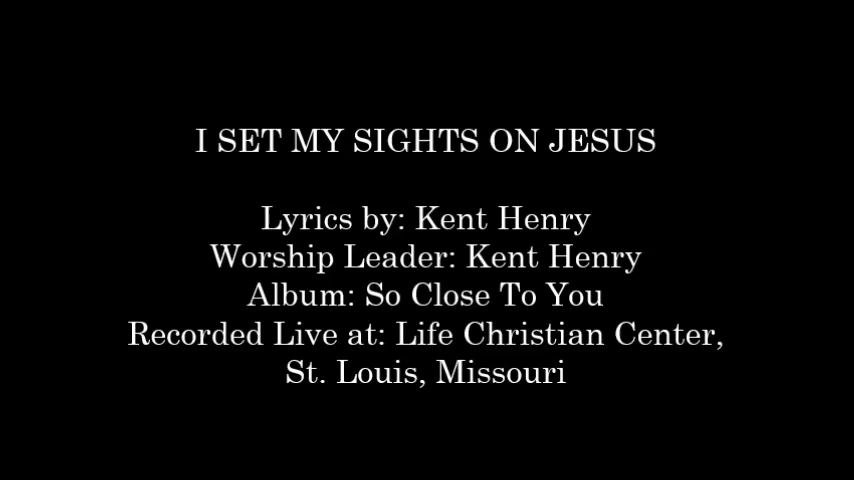 I SET MY SIGHTS ON JESUS
Lyrics by: Kent Henry
Worship Leader: Kent Henry
Album: So Close To You
Recorded Live at: Life Christian Center,
St. Louis, Missouri